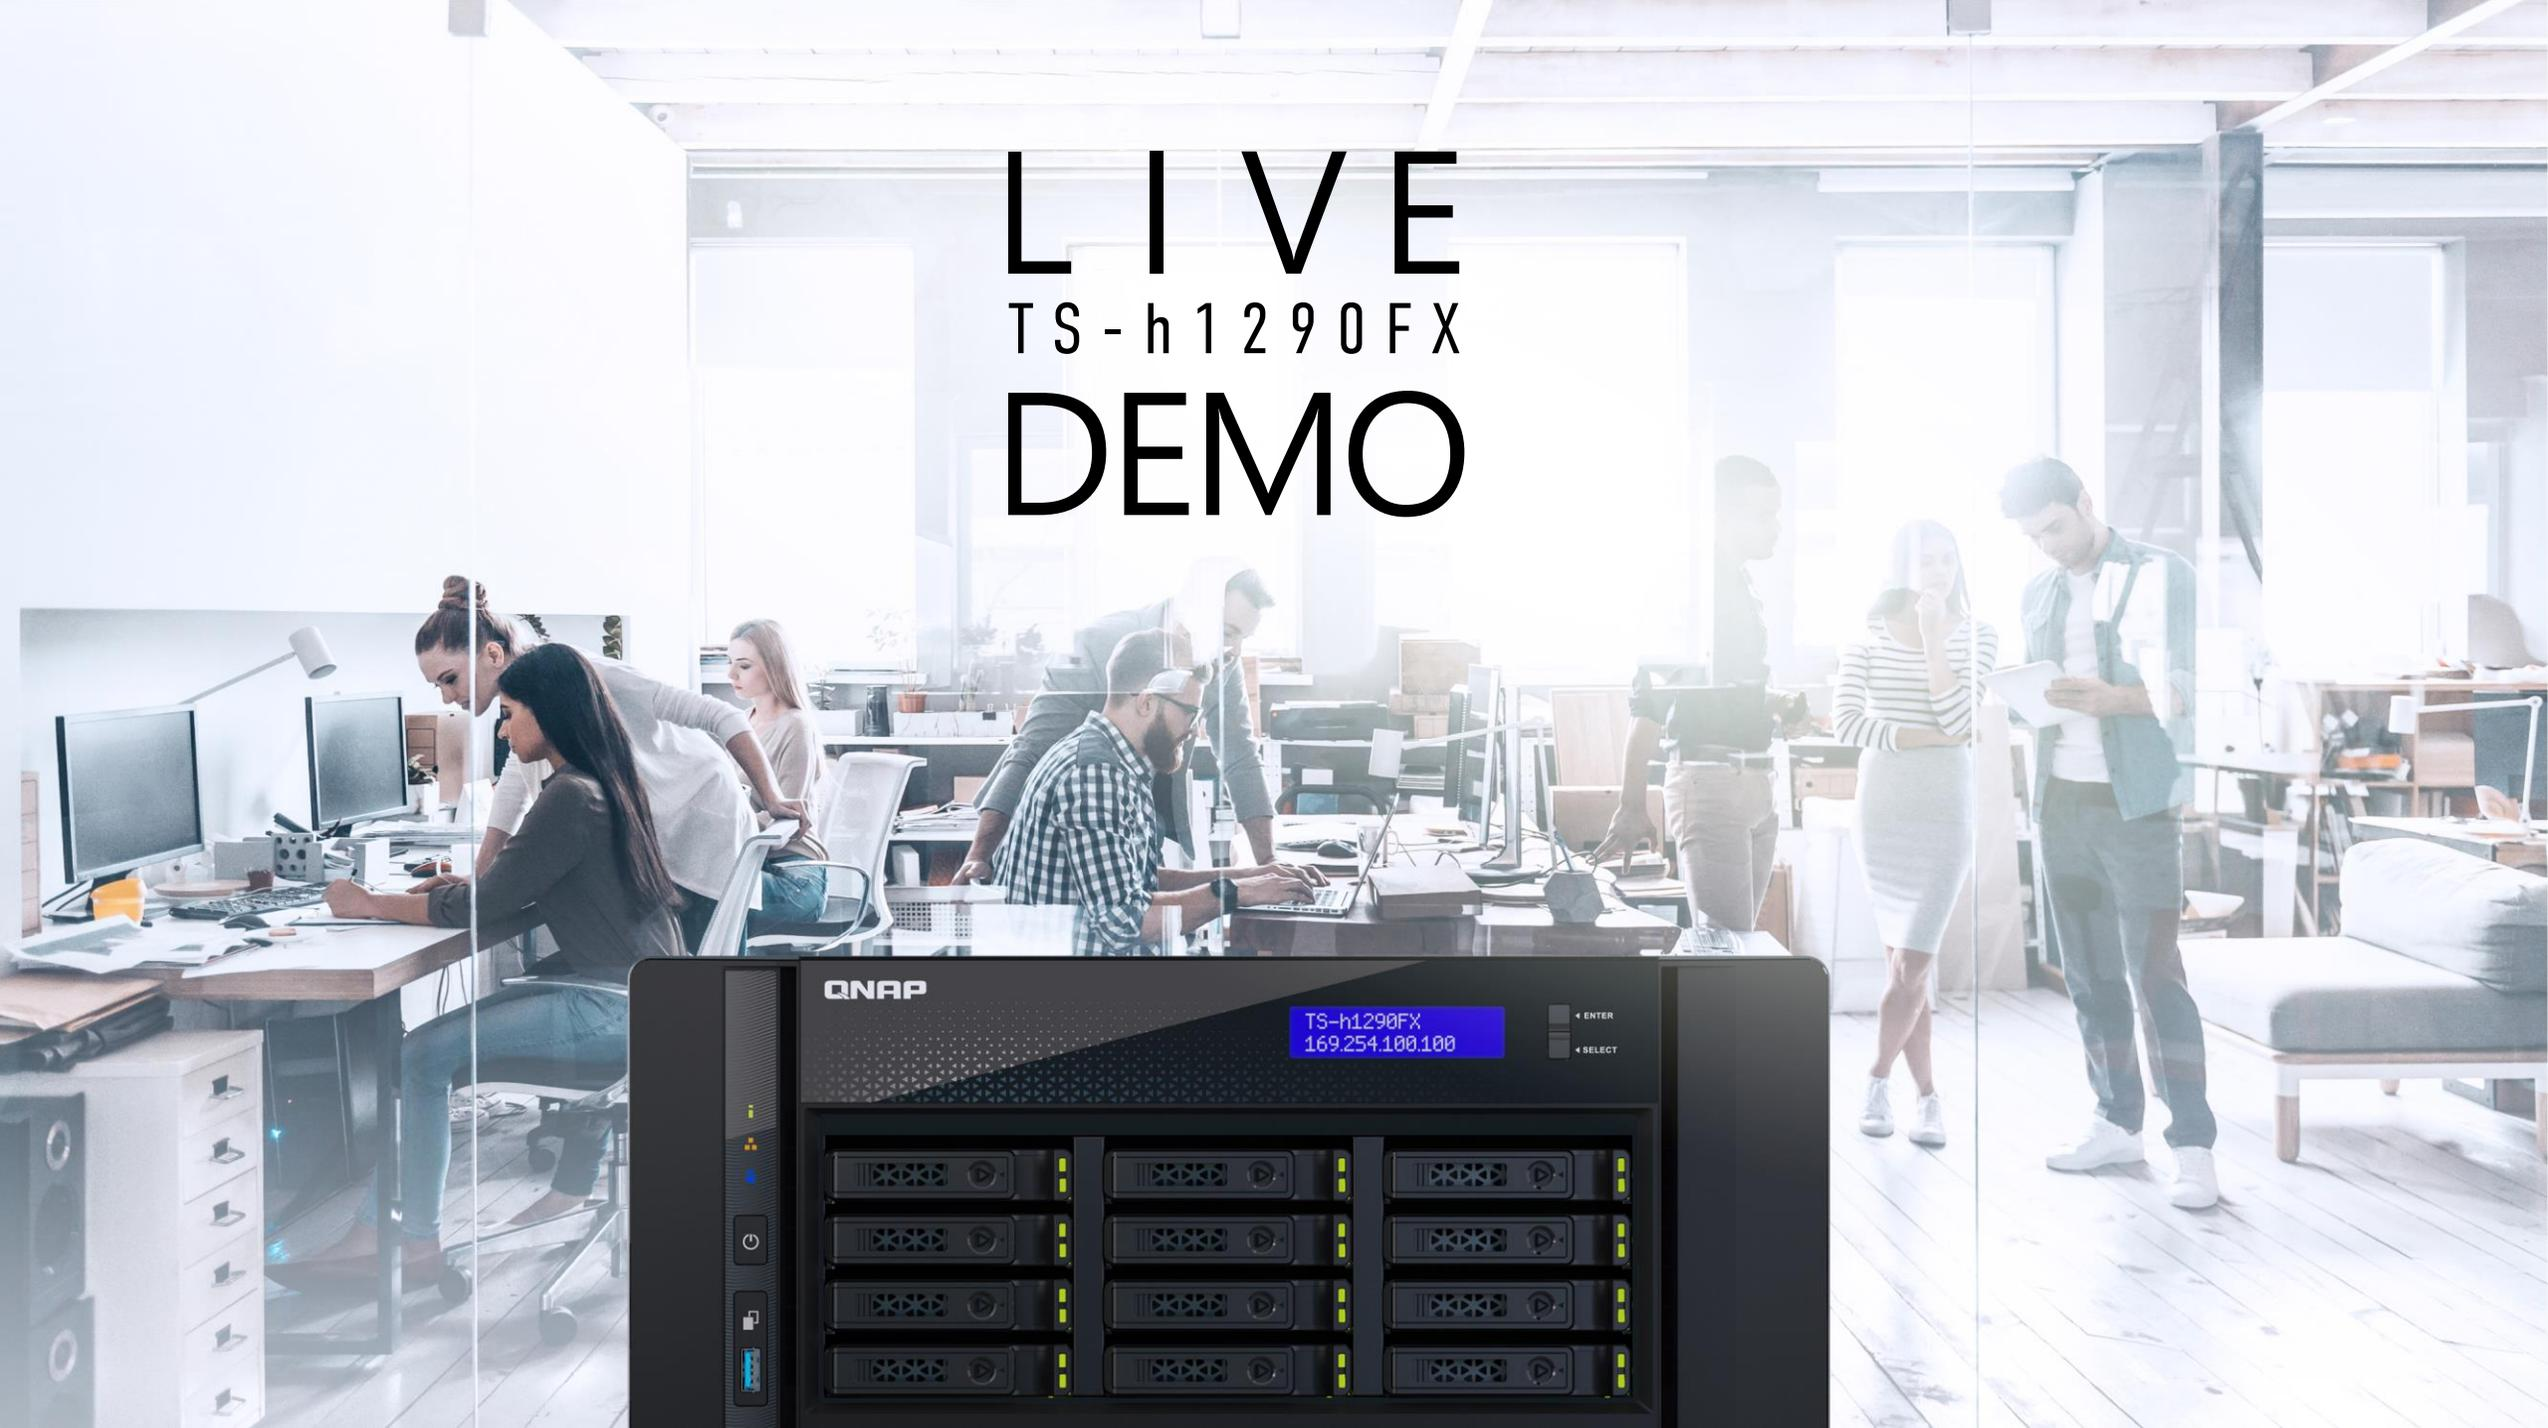 LIVE
TS-h1290FX
DEMO
QNAP
TS-h1290FX
169.254.100.100
ENTER
SELECT